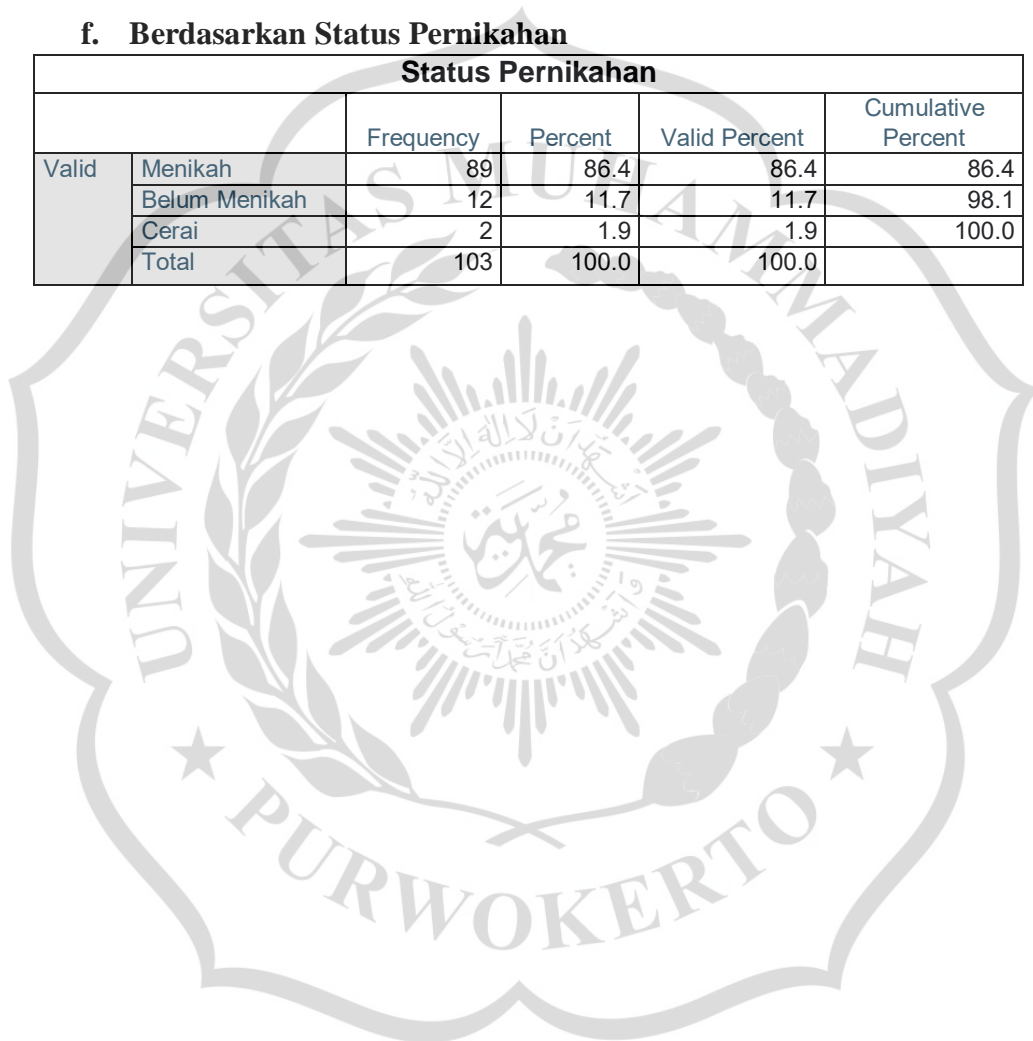 f. Berdasarkan Status Pernikahan
Status Pernikahan
Frequency Percent Valid Percent Cumulative Percent
Valid Menikah 89 86.4 86.4 86.4
Belum Menikah 12 11.7 11.7 98.1
Cerai 2 1.9 1.9 100.0
Total 103 100.0 100.0
UNIVERSITAS MUHAMMADIYAH
PURWOKERTO